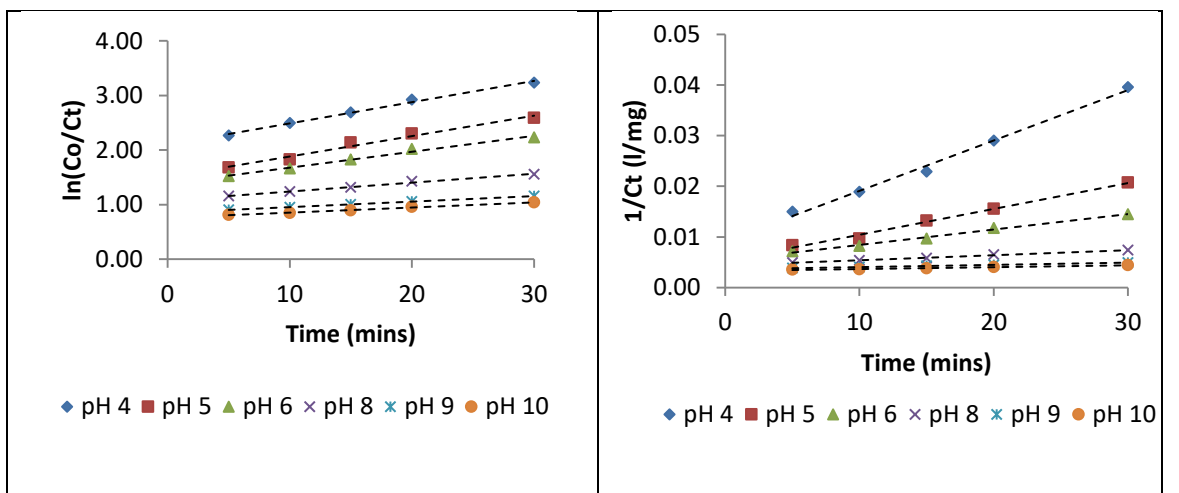 4.00
3.00
2.00
1.00
0.00
ln(Co/Ct)
0 10 20 30
Time (mins)
pH 4 pH 5 pH 6 pH 8 pH 9 pH 10
0.05
0.04
0.03
0.02
0.01
0.00
1/Ct (l/mg)
0 10 20 30
Time (mins)
pH 4 pH 5 pH 6 pH 8 pH 9 pH 10